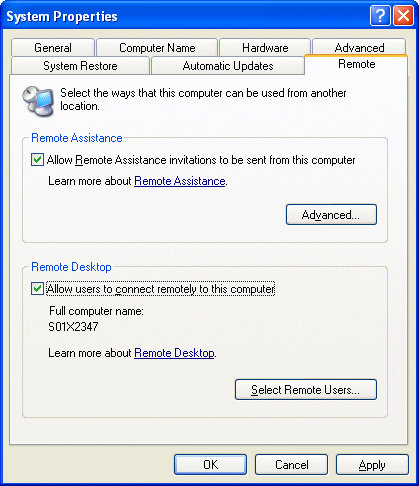 System Properties
General Computer Name Hardware Advanced
System Restore Automatic Updates Remote
Select the ways that this computer can be used from another
location.
Remote Assistance
Allow Remote Assistance invitations to be sent from this computer
Learn more about Remote Assistance.
Advanced...
Remote Desktop
Allow users to connect remotely to this computer
Full computer name:
S01X2347
Learn more about Remote Desktop.
Select Remote Users...
OK Cancel Apply